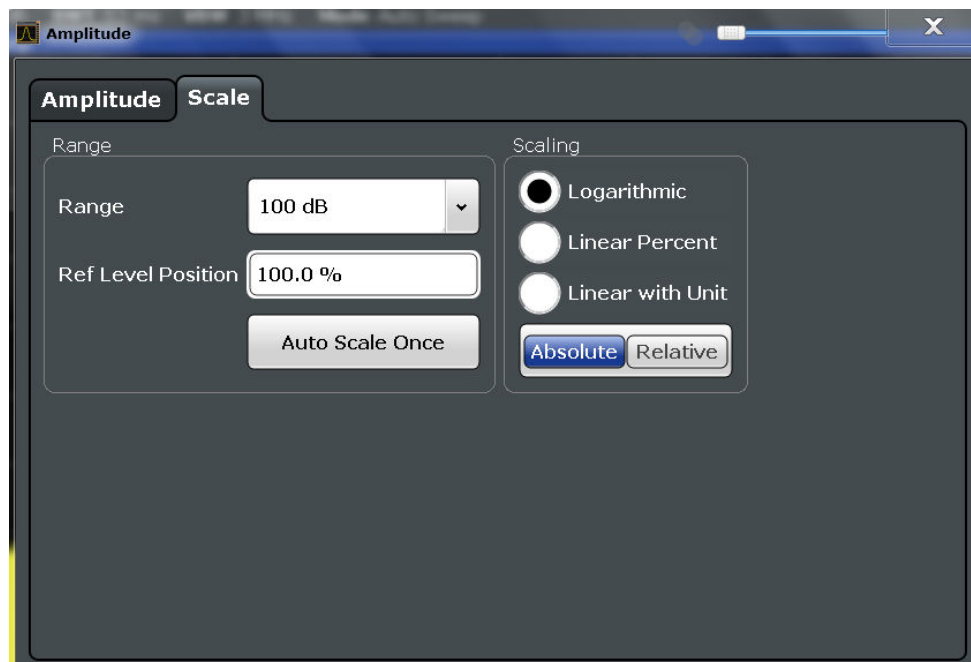 Amplitude
X
Amplitude
Scale
Range
Range
100 dB
Ref Level Position
100.0 %
Auto Scale Once
Scaling
Logarithmic
Linear Percent
Linear with Unit
Absolute
Relative